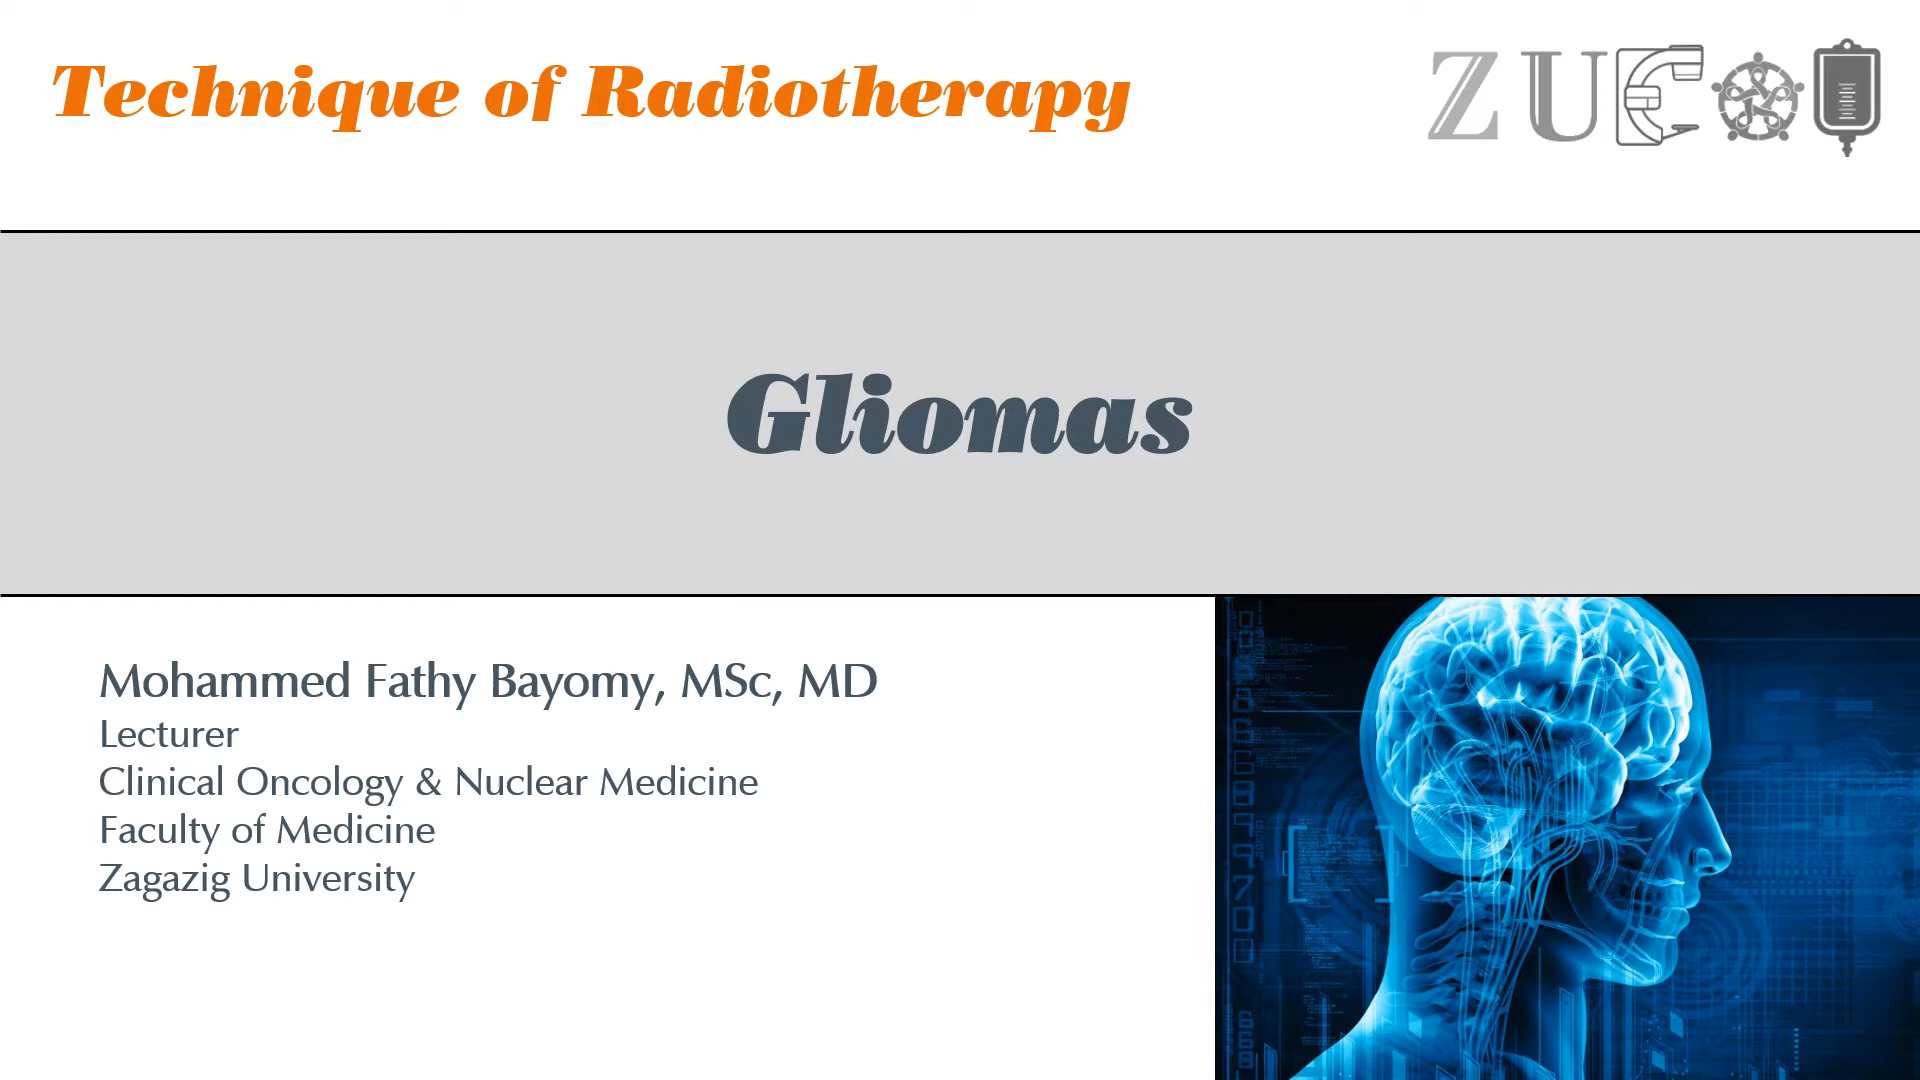 Technique of Radiotherapy
ZU
Gliomas
Mohammed Fathy Bayomy, MSc, MD
Lecturer
Clinical Oncology & Nuclear Medicine
Faculty of Medicine
Zagazig University